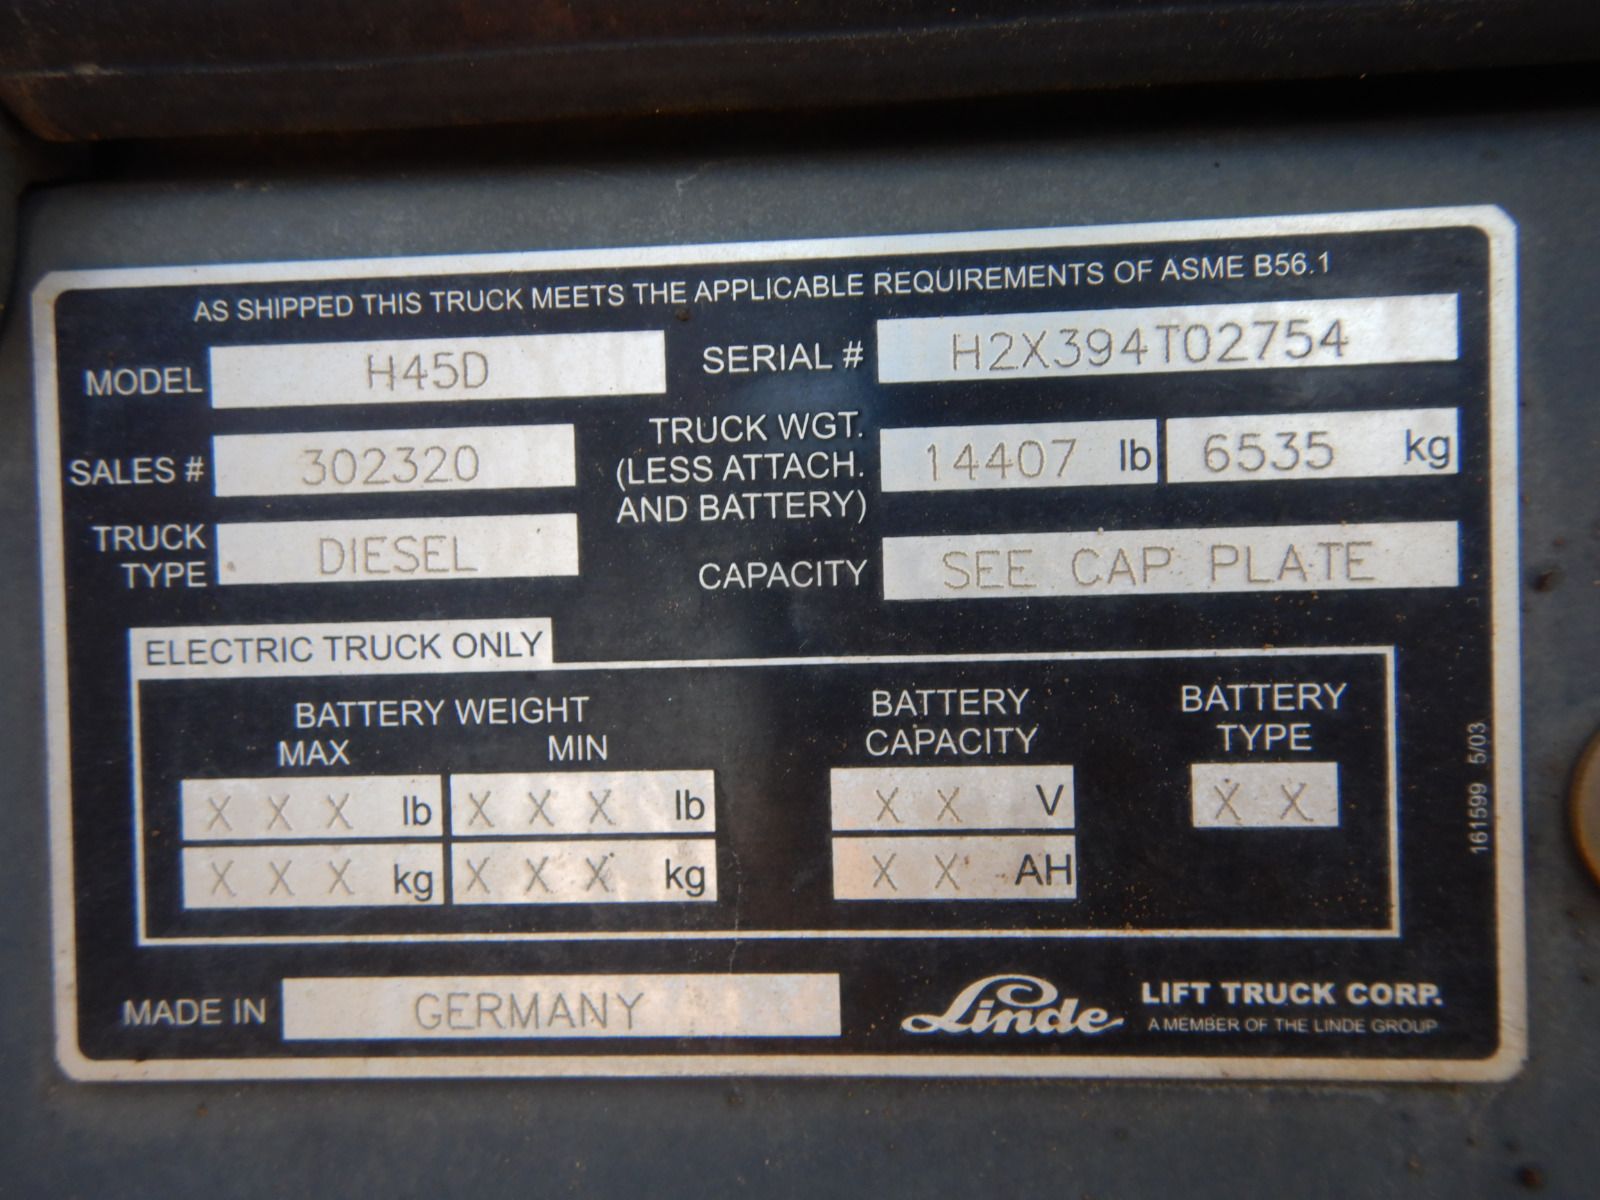 AS SHIPPED THIS TRUCK MEETS THE APPLICABLE REQUIREMENTS OF ASME B56.1
MODEL H45D
SERIAL # H2X394T02754
SALES # 302320
TRUCK WGT. (LESS ATTACH. AND BATTERY) 14407 lb 6535 kg
TRUCK TYPE DIESEL
CAPACITY SEE CAP PLATE
ELECTRIC TRUCK ONLY
BATTERY WEIGHT
MAX MIN
X X X lb X X X lb
X X X kg X X X kg
BATTERY CAPACITY
X X V
X X AH
BATTERY TYPE
X X
161599 5/03
MADE IN GERMANY
Linde LIFT TRUCK CORP.
A MEMBER OF THE LINDE GROUP